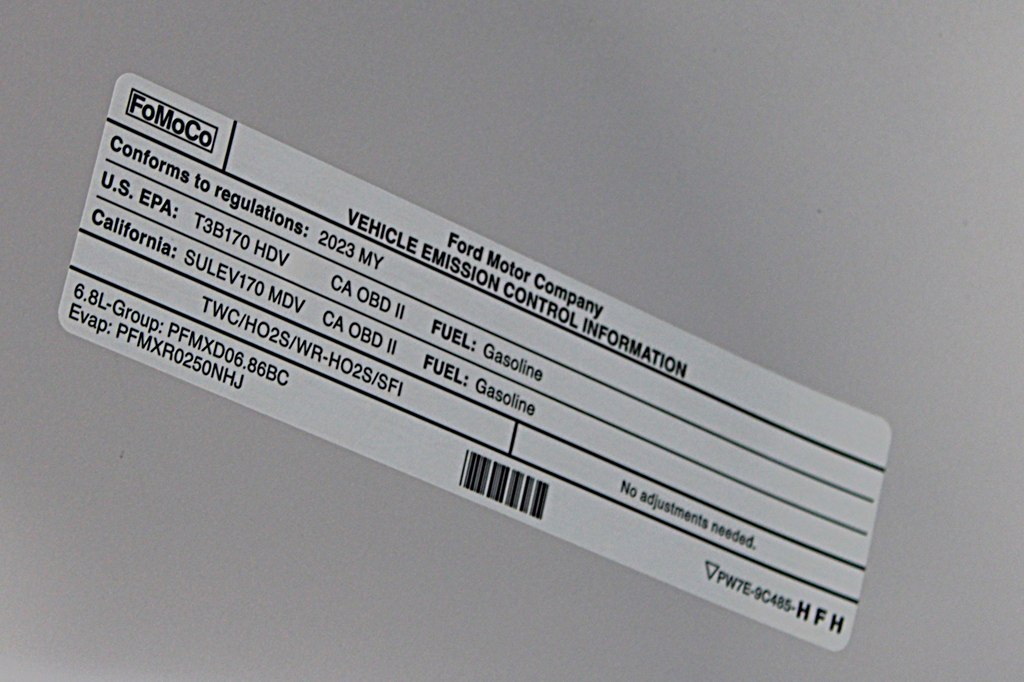 FoMoCo
Ford Motor Company
VEHICLE EMISSION CONTROL INFORMATION
Conforms to regulations: 2023 MY
U.S. EPA: T3B170 HDV CA OBD II FUEL: Gasoline
California: SULEV170 MDV CA OBD II FUEL: Gasoline
TWC/HO2S/WR-HO2S/SFI
No adjustments needed.
6.8L-Group: PFMXD06.86BC
Evap: PFMXR0250NHJ
PW7E-9C485-HFH